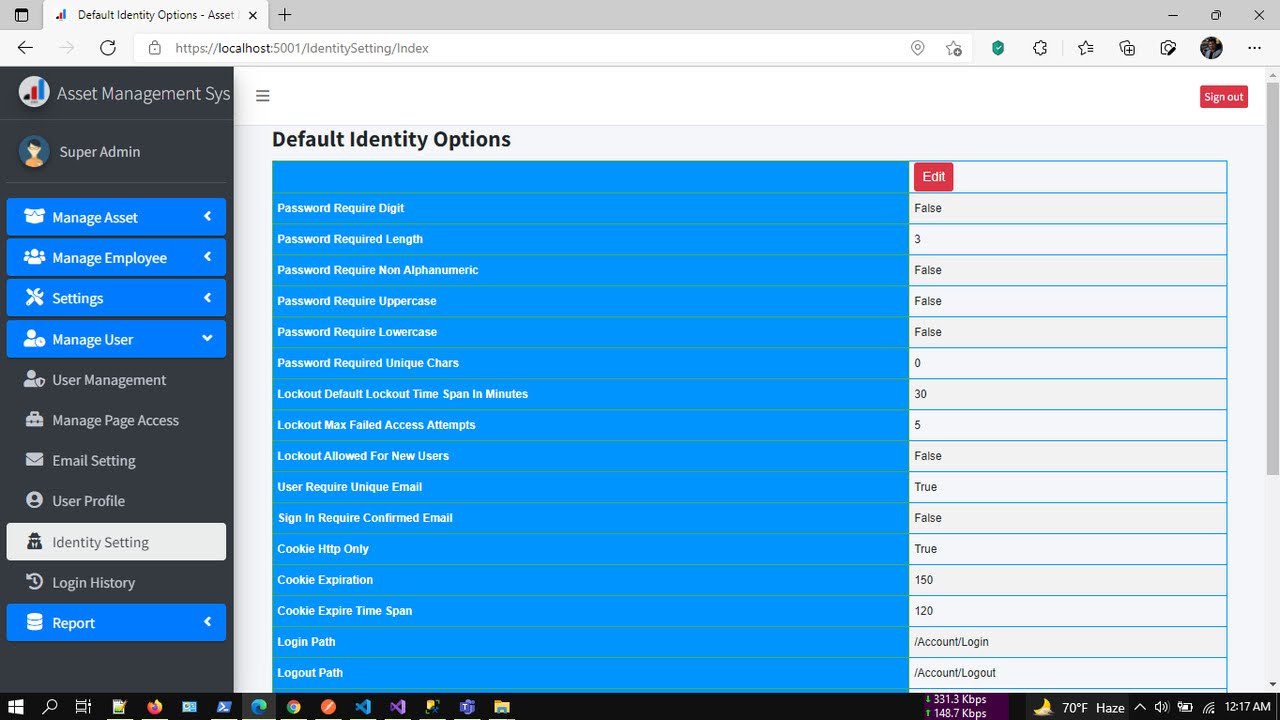 Default Identity Options - Asset
https://localhost:5001/IdentitySetting/Index
Asset Management Sys
Sign out
Super Admin
Manage Asset
Manage Employee
Settings
Manage User
User Management
Manage Page Access
Email Setting
User Profile
Identity Setting
Login History
Report
Default Identity Options
Edit
Password Require Digit False
Password Required Length 3
Password Require Non Alphanumeric False
Password Require Uppercase False
Password Require Lowercase False
Password Required Unique Chars 0
Lockout Default Lockout Time Span In Minutes 30
Lockout Max Failed Access Attempts 5
Lockout Allowed For New Users False
User Require Unique Email True
Sign In Require Confirmed Email False
Cookie Http Only True
Cookie Expiration 150
Cookie Expire Time Span 120
Login Path /Account/Login
Logout Path /Account/Logout
331.3 Kbps
148.7 kbps
70°F Haze
12:17 AM